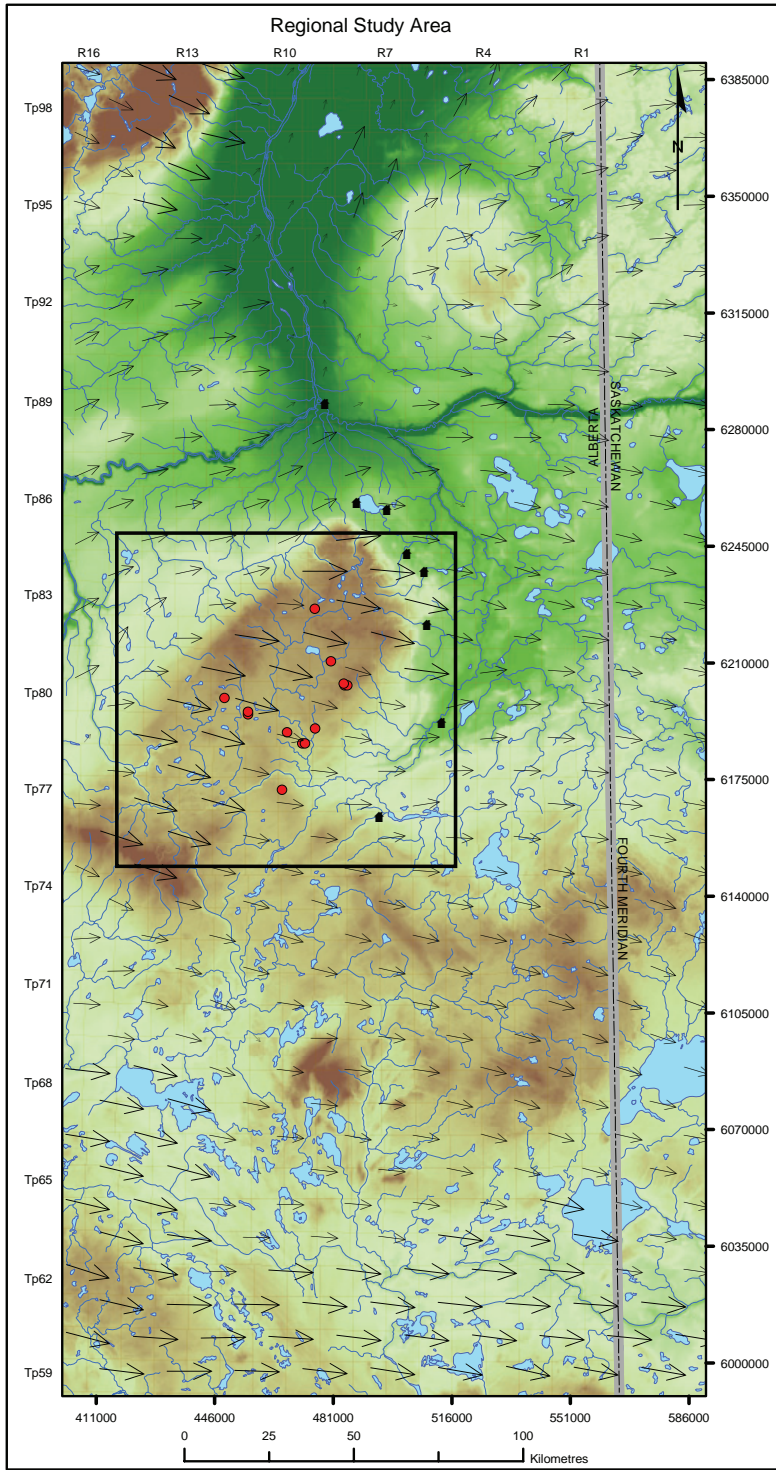 Regional Study Area
R16 R13 R10 R7 R4 R1
Tp98
Tp95
Tp92
Tp89
Tp86
Tp83
Tp80
Tp77
Tp74
Tp71
Tp68
Tp65
Tp62
Tp59
N
ALBERTA
SASKATCHEWAN
FOURTH MERIDIAN
6385000
6350000
6315000
6280000
6245000
6210000
6175000
6140000
6105000
6070000
6035000
6000000
411000 446000 481000 516000 551000 586000
0 25 50 100
Kilometres